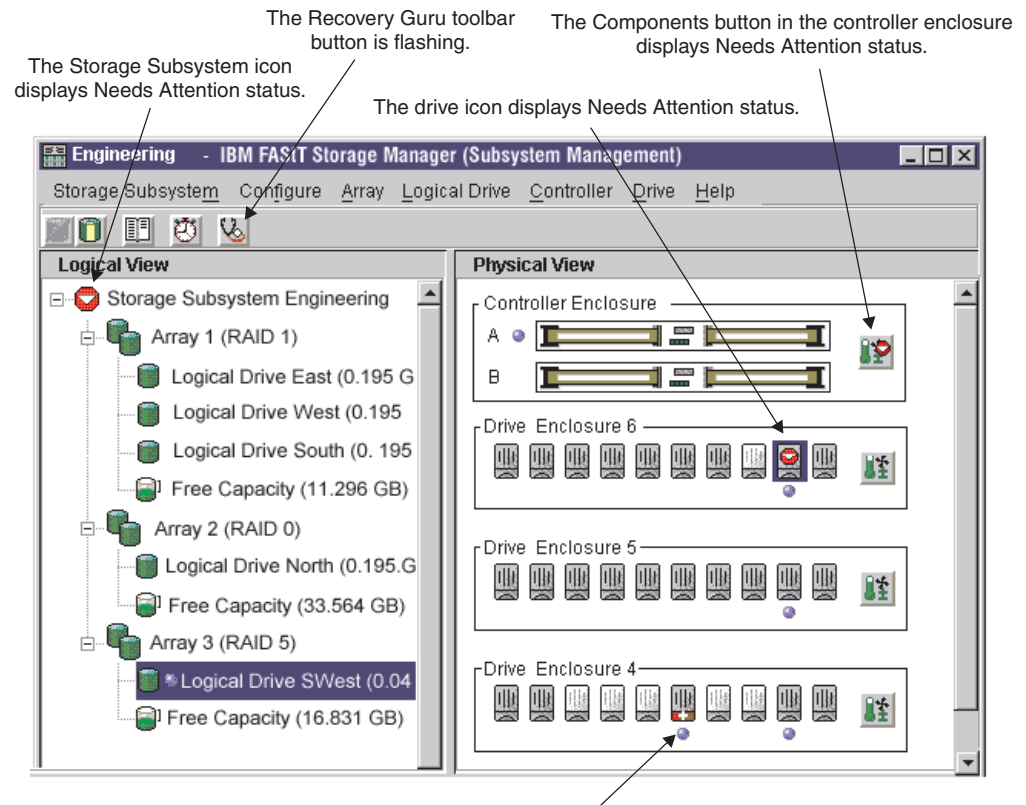 The Recovery Guru toolbar
button is flashing.
The Components button in the controller enclosure
displays Needs Attention status.
The Storage Subsystem icon
displays Needs Attention status.
The drive icon displays Needs Attention status.
Engineering - IBM FAStT Storage Manager (Subsystem Management)
Storage Subsystem Configure Array Logical Drive Controller Drive Help
Logical View
Physical View
Storage Subsystem Engineering
Array 1 (RAID 1)
Logical Drive East (0.195 G
Logical Drive West (0.195
Logical Drive South (0. 195
Free Capacity (11.296 GB)
Array 2 (RAID 0)
Logical Drive North (0.195.G
Free Capacity (33.564 GB)
Array 3 (RAID 5)
Logical Drive SWest (0.04
Free Capacity (16.831 GB)
Controller Enclosure
A
B
Drive Enclosure 6
Drive Enclosure 5
Drive Enclosure 4